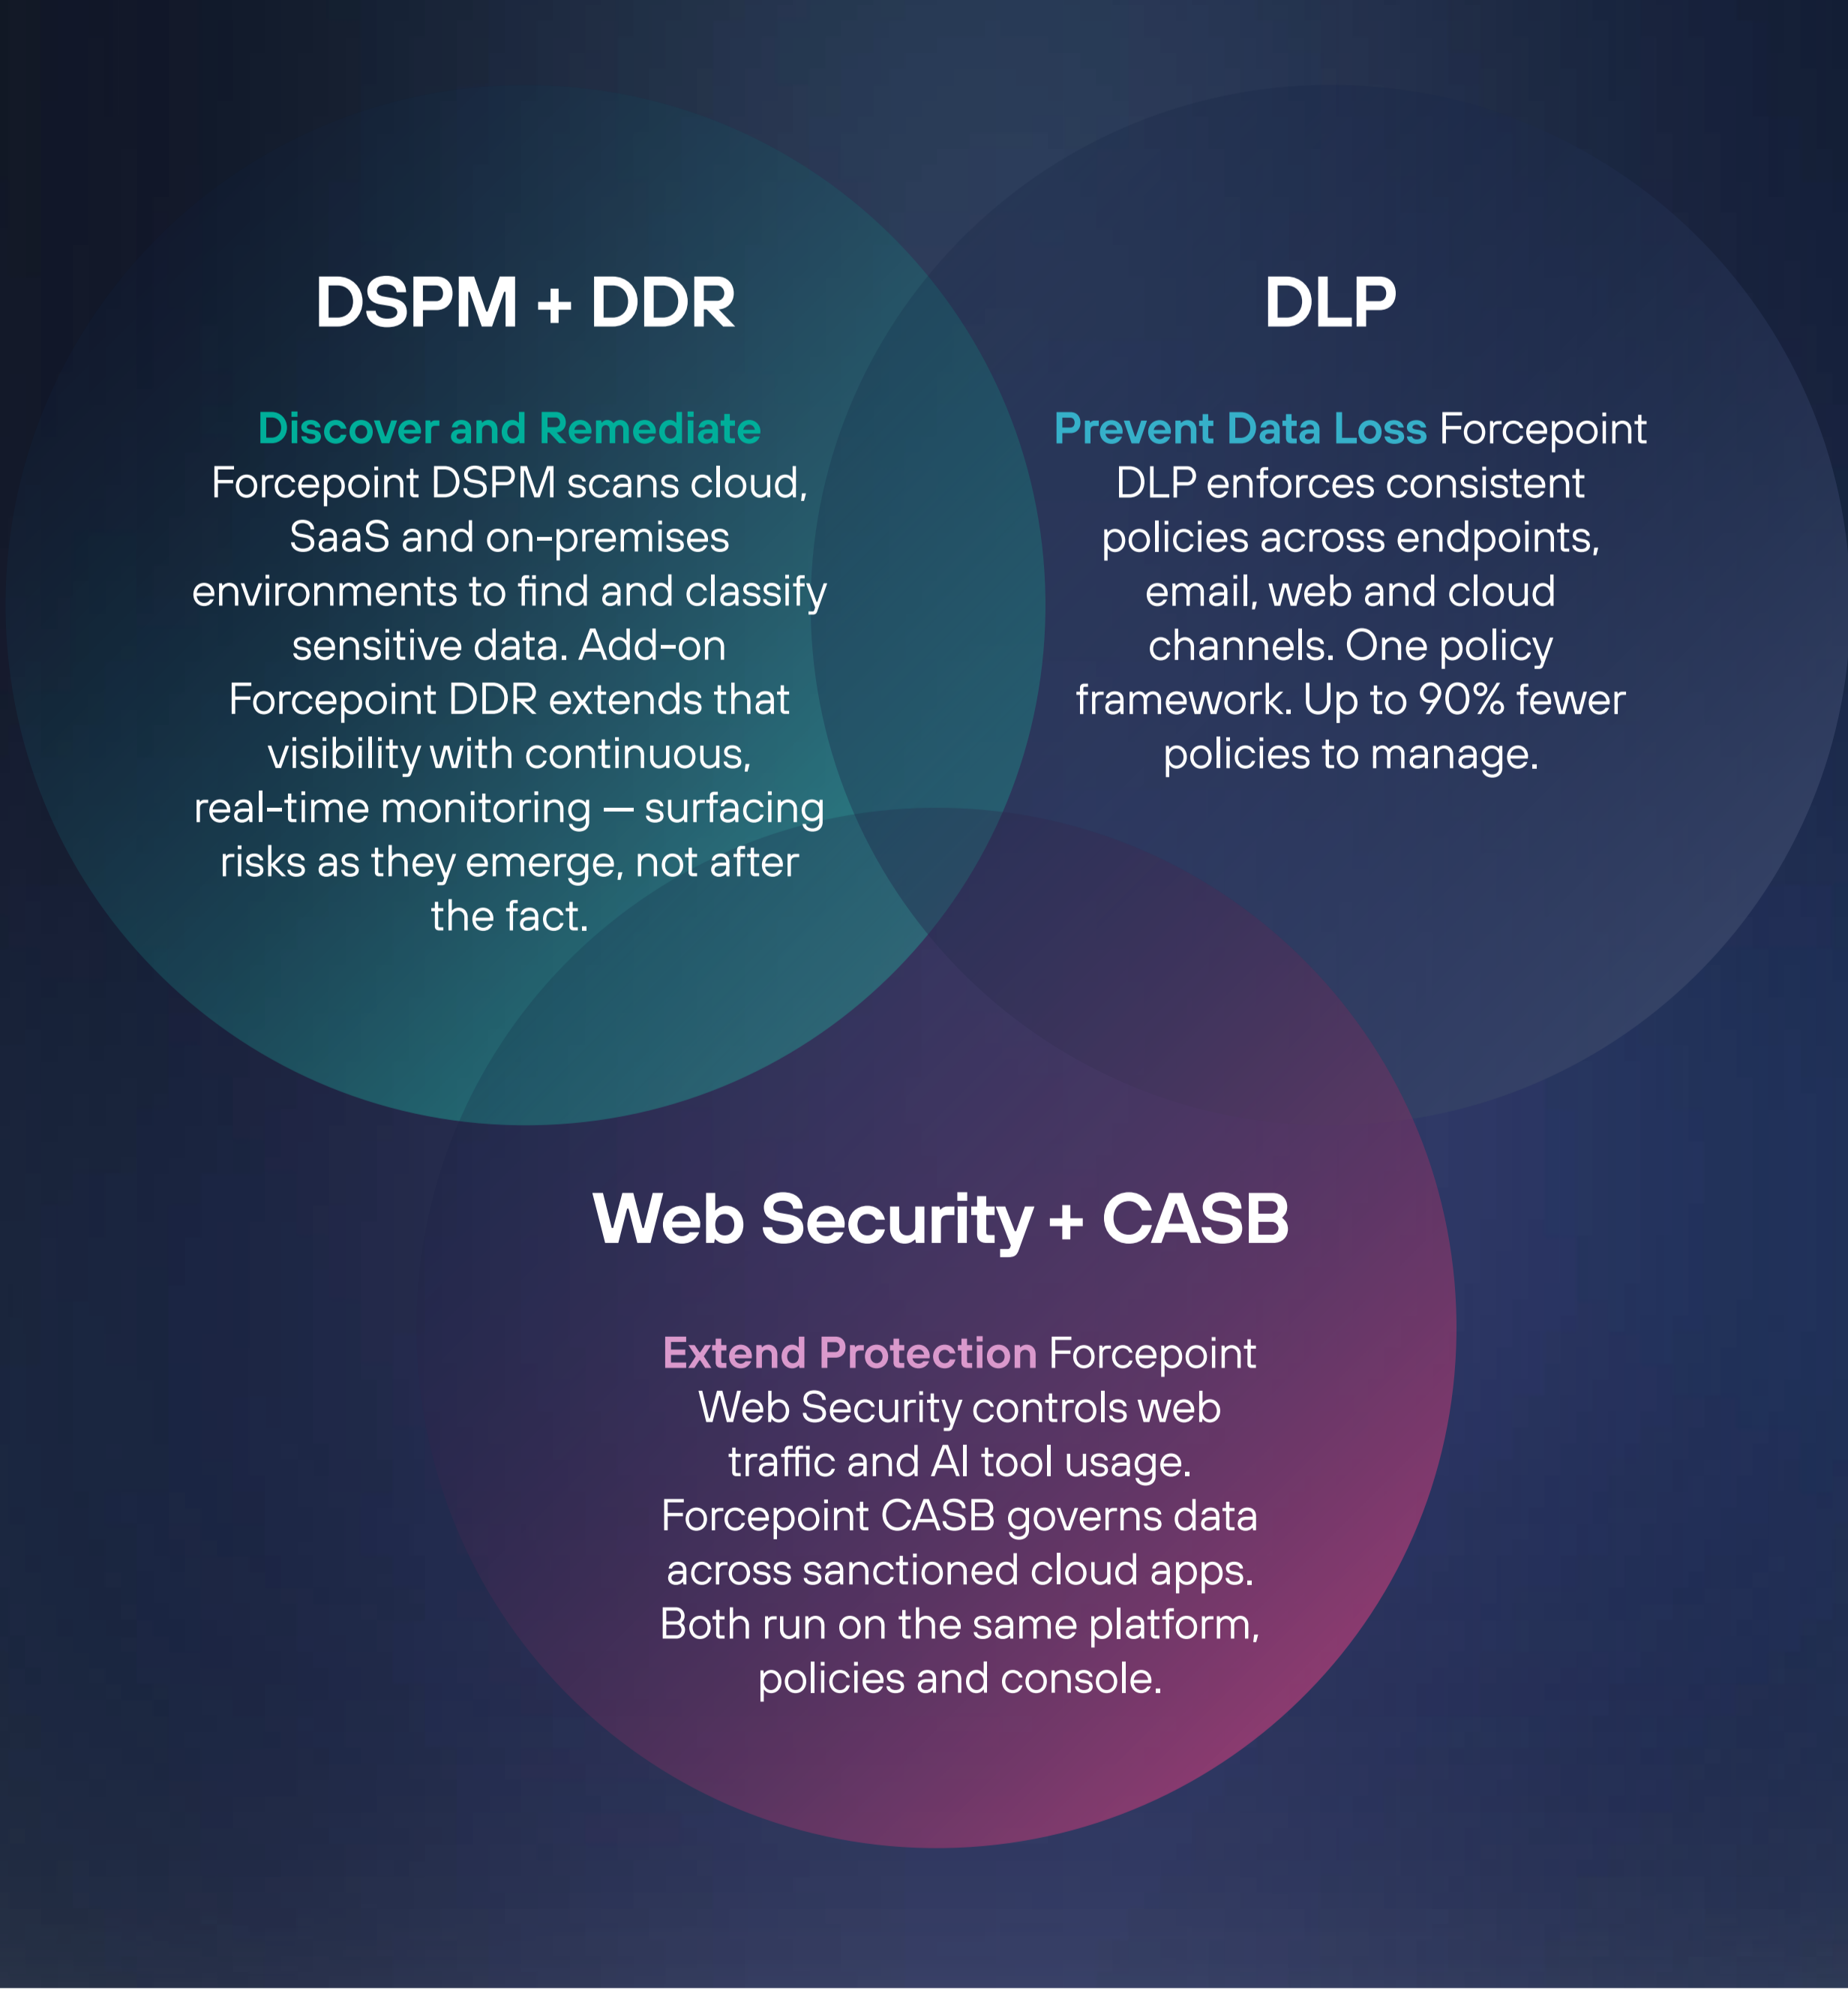 DSPM + DDR
Discover and Remediate
Forcepoint DSPM scans cloud,
SaaS and on-premises
environments to find and classify
sensitive data. Add-on
Forcepoint DDR extends that
visibility with continuous,
real-time monitoring — surfacing
risks as they emerge, not after
the fact.
DLP
Prevent Data Loss Forcepoint
DLP enforces consistent
policies across endpoints,
email, web and cloud
channels. One policy
framework. Up to 90% fewer
policies to manage.
Web Security + CASB
Extend Protection Forcepoint
Web Security controls web
traffic and AI tool usage.
Forcepoint CASB governs data
across sanctioned cloud apps.
Both run on the same platform,
policies and console.